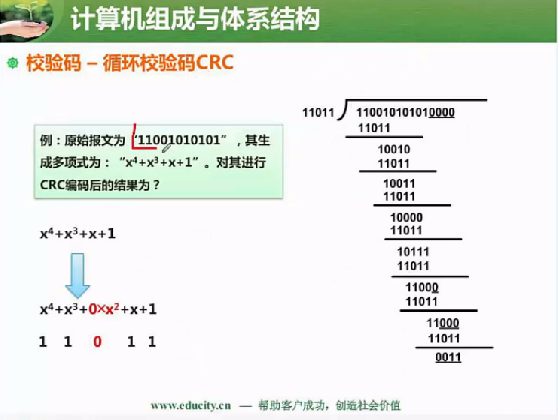 计算机组成与体系结构
校验码 – 循环校验码CRC
例：原始报文为“11001010101”，其生
成多项式为：“x⁴+x³+x+1”。对其进行
CRC编码后的结果为？
x⁴+x³+x+1
x⁴+x³+0×x²+x+1
1 1 0 1 1
11011 110010101010000
11011
10010
11011
10011
11011
10000
11011
10111
11011
11000
11011
11000
11011
0011
www.educity.cn — 帮助客户成功，创造社会价值